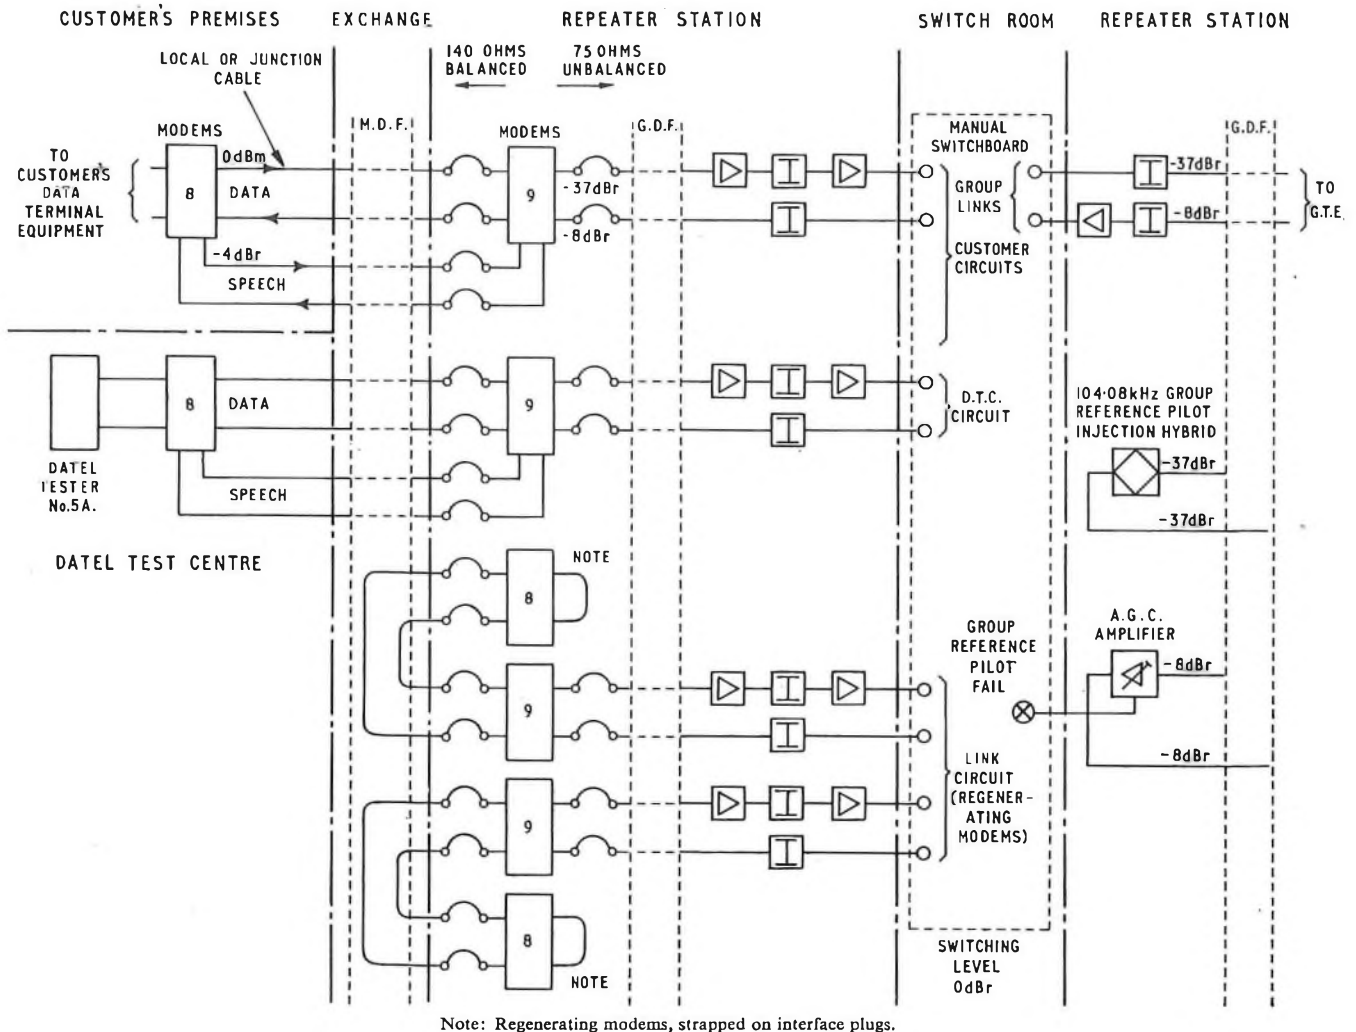 CUSTOMER'S PREMISES
EXCHANGE
REPEATER STATION
SWITCH ROOM
REPEATER STATION
LOCAL OR JUNCTION
CABLE
140 OHMS
BALANCED
75 OHMS
UNBALANCED
M.D.F.
G.D.F.
G.D.F.
MODEMS
MODEMS
MANUAL
SWITCHBOARD
TO
CUSTOMER'S
DATA
TERMINAL
EQUIPMENT
8
0dBm
DATA
-4dBr
SPEECH
9
-37dBr
-8dBr
GROUP
LINKS
CUSTOMER
CIRCUITS
-37dBr
-8dBr
TO
G.T.E.
8
DATA
SPEECH
DATEL
TESTER
No.5A.
9
D.T.C.
CIRCUIT
104·08kHz GROUP
REFERENCE PILOT
INJECTION HYBRID
-37dBr
-37dBr
DATEL TEST CENTRE
8
NOTE
9
GROUP
REFERENCE
PILOT
FAIL
A.G.C.
AMPLIFIER
-8dBr
-8dBr
LINK
CIRCUIT
(REGENER-
ATING
MODEMS)
9
8
NOTE
SWITCHING
LEVEL
0dBr
Note: Regenerating modems, strapped on interface plugs.